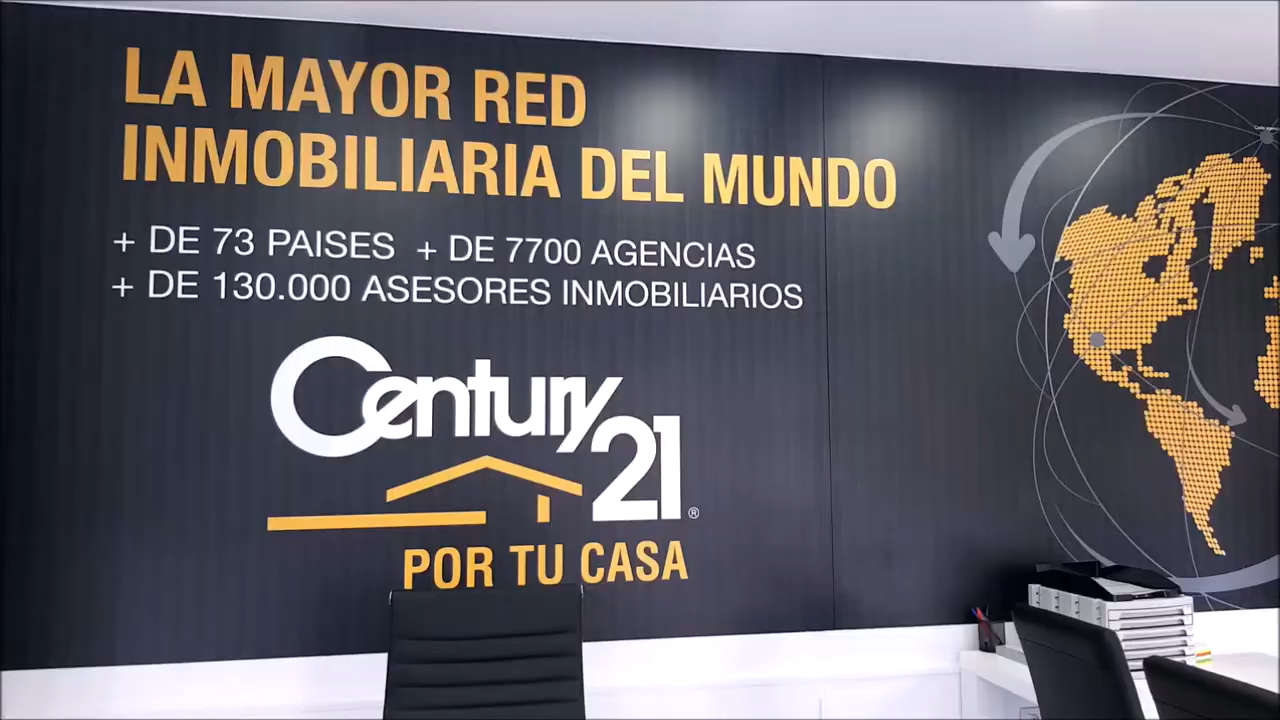 LA MAYOR RED
INMOBILIARIA DEL MUNDO
+ DE 73 PAISES + DE 7700 AGENCIAS
+ DE 130.000 ASESORES INMOBILIARIOS
Century
21®
POR TU CASA